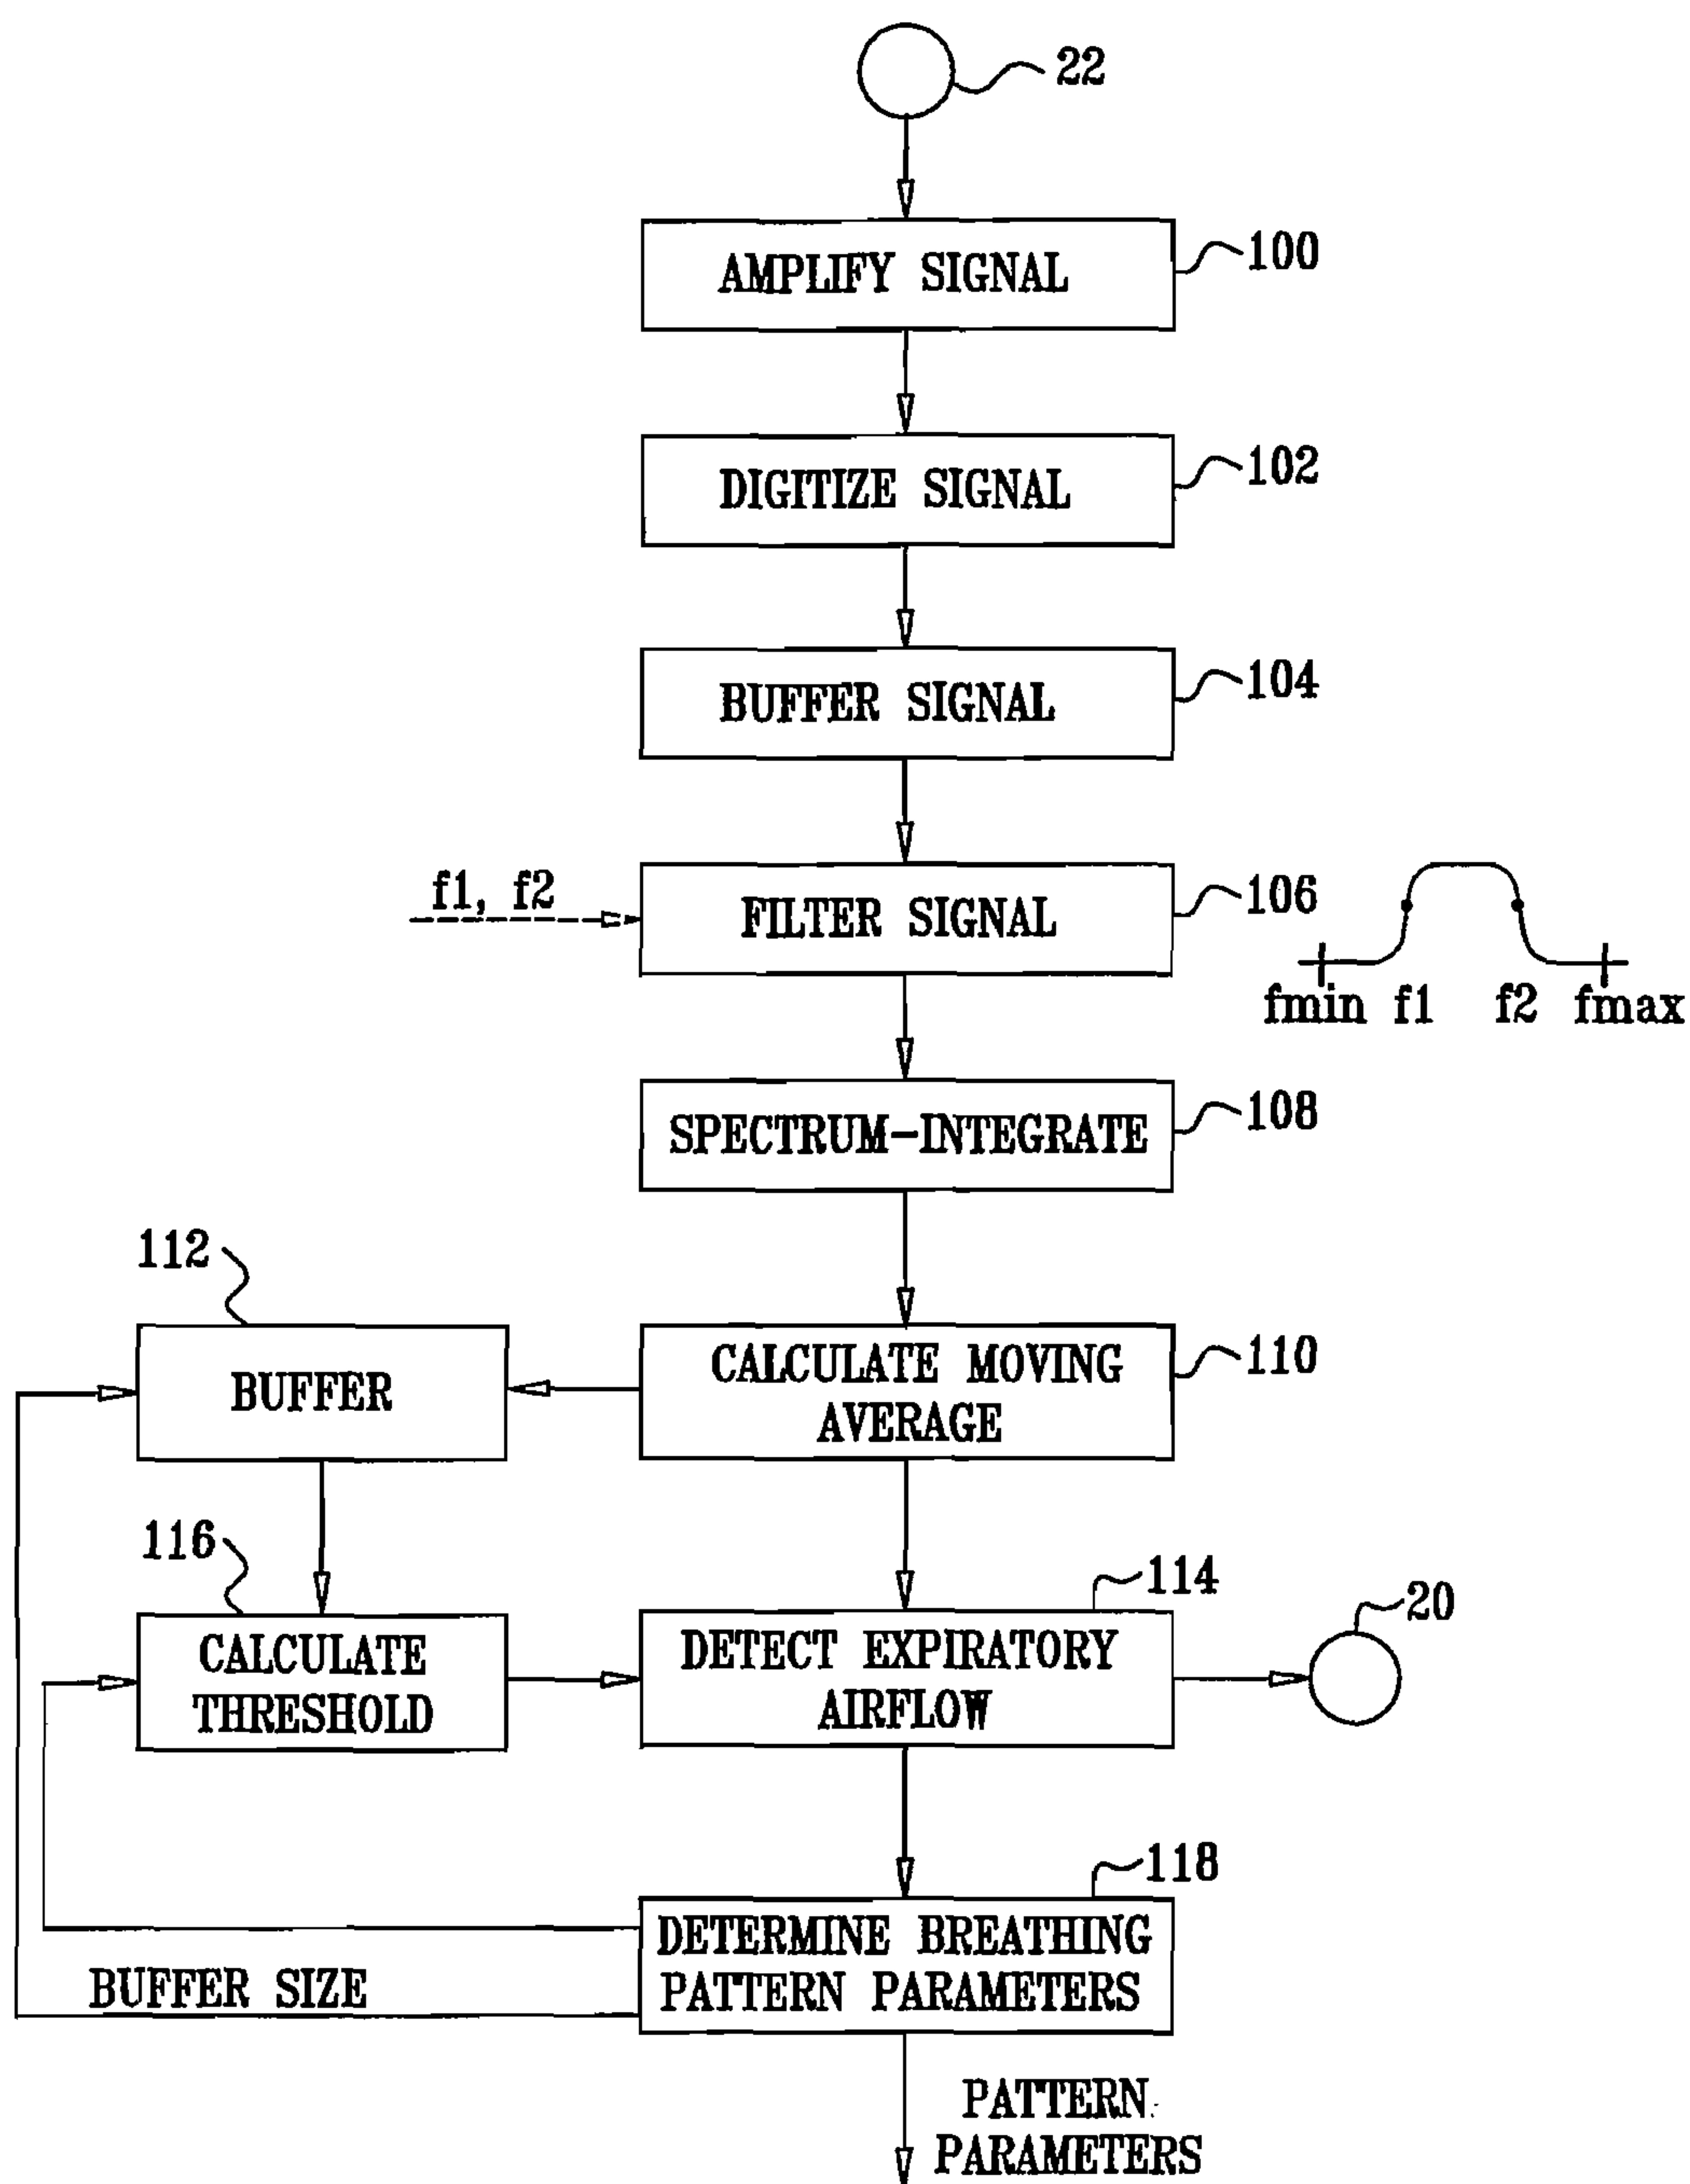 22
AMPLIFY SIGNAL
100
DIGITIZE SIGNAL
102
BUFFER SIGNAL
104
f1, f2
FILTER SIGNAL
106
fmin f1 f2 fmax
SPECTRUM-INTEGRATE
108
112
BUFFER
CALCULATE MOVING
AVERAGE
110
116
CALCULATE
THRESHOLD
114
DETECT EXPIRATORY
AIRFLOW
20
118
DETERMINE BREATHING
PATTERN PARAMETERS
BUFFER SIZE
PATTERN
PARAMETERS